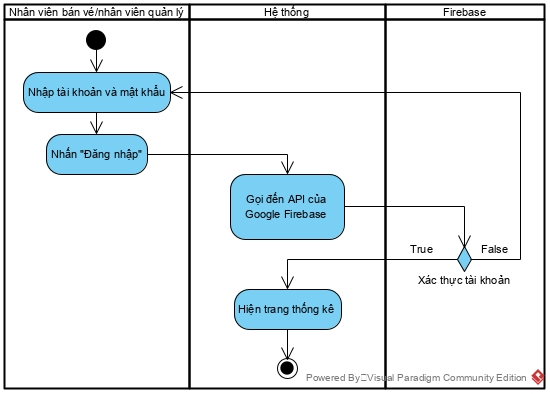 Nhân viên bán vé/nhân viên quản lý
Hệ thống
Firebase
Nhập tài khoản và mật khẩu
Nhấn "Đăng nhập"
Gọi đến API của
Google Firebase
True
False
Xác thực tài khoản
Hiện trang thống kê
Powered By Visual Paradigm Community Edition